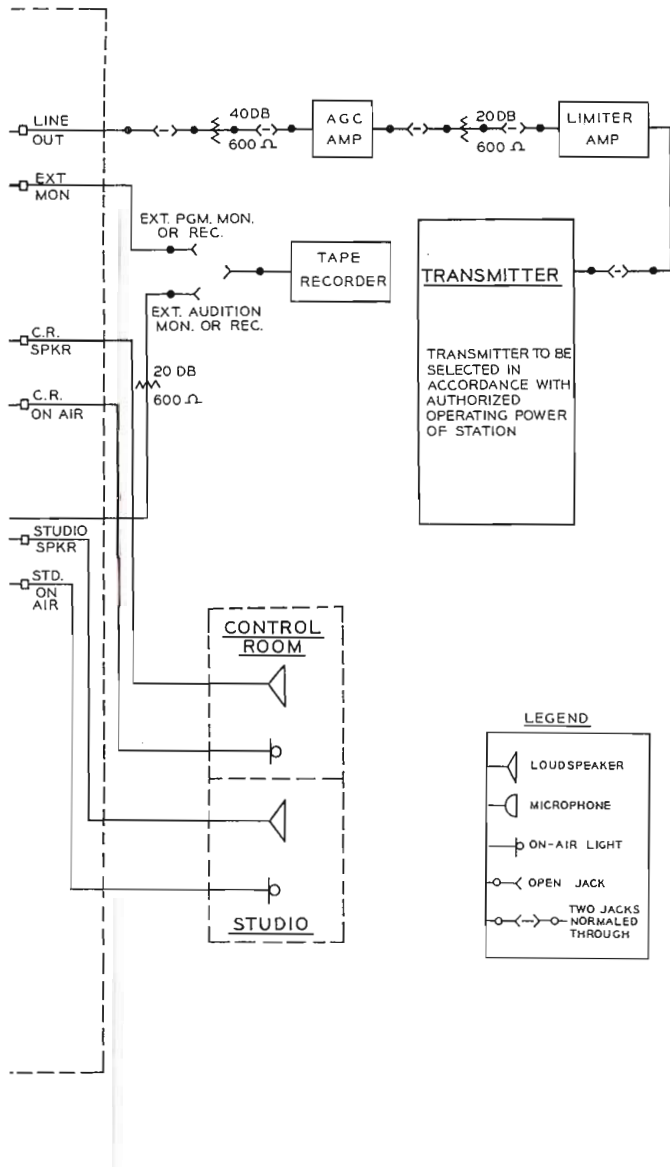 LINE
OUT
40DB
600 Ω
AGC
AMP
20DB
600 Ω
LIMITER
AMP
EXT
MON
EXT. PGM. MON.
OR REC.
TAPE
RECORDER
EXT. AUDITION
MON. OR REC.
TRANSMITTER
TRANSMITTER TO BE
SELECTED IN
ACCORDANCE WITH
AUTHORIZED
OPERATING POWER
OF STATION
C.R.
SPKR
20 DB
600 Ω
C.R.
ON AIR
STUDIO
SPKR
STD.
ON
AIR
CONTROL
ROOM
STUDIO
LEGEND
LOUDSPEAKER
MICROPHONE
ON-AIR LIGHT
OPEN JACK
TWO JACKS
NORMALED
THROUGH